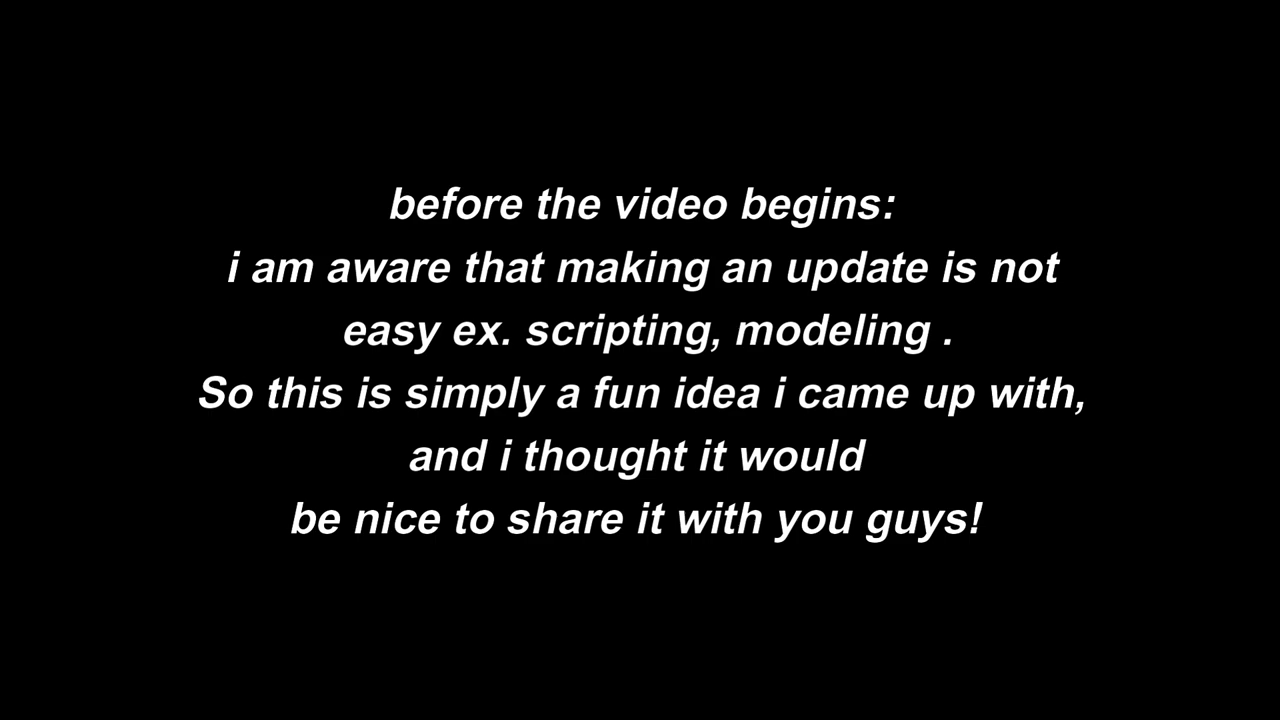 before the video begins:
i am aware that making an update is not
easy ex. scripting, modeling .
So this is simply a fun idea i came up with,
and i thought it would
be nice to share it with you guys!